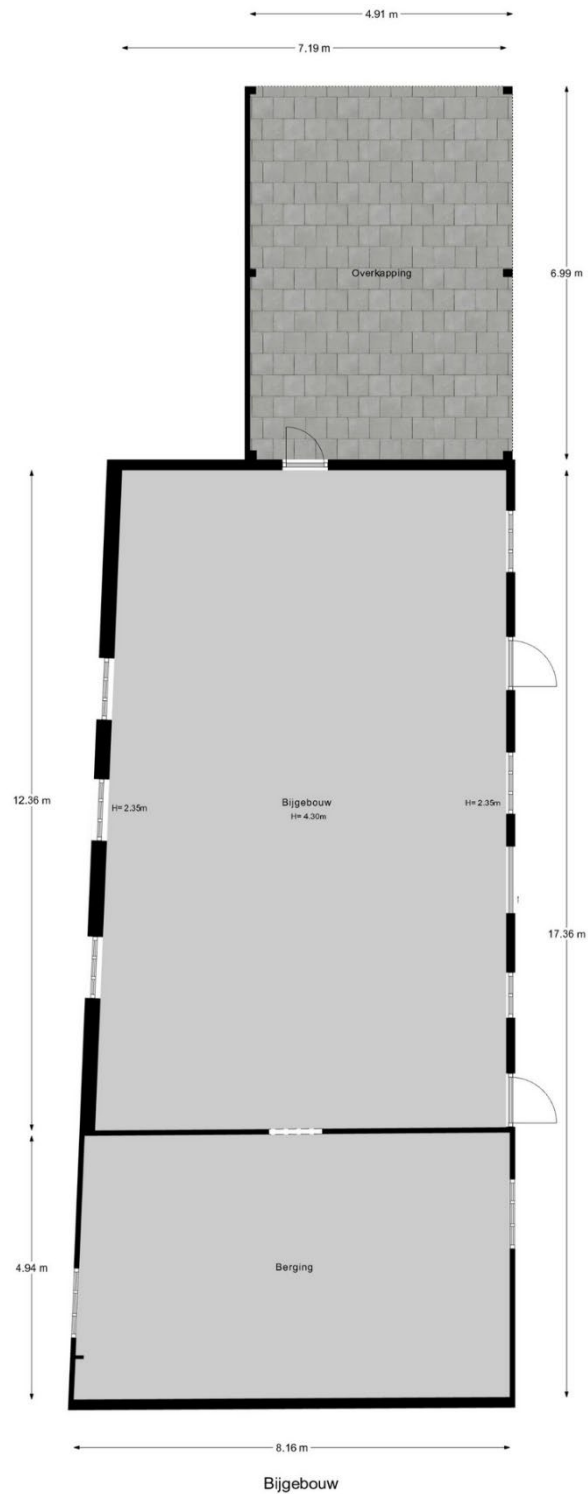 4.91 m
7.19 m
Overkapping
6.99 m
12.36 m
H= 2.35m
Bijgebouw
H= 4.30m
H= 2.35m
17.36 m
4.94 m
Berging
8.16 m
Bijgebouw